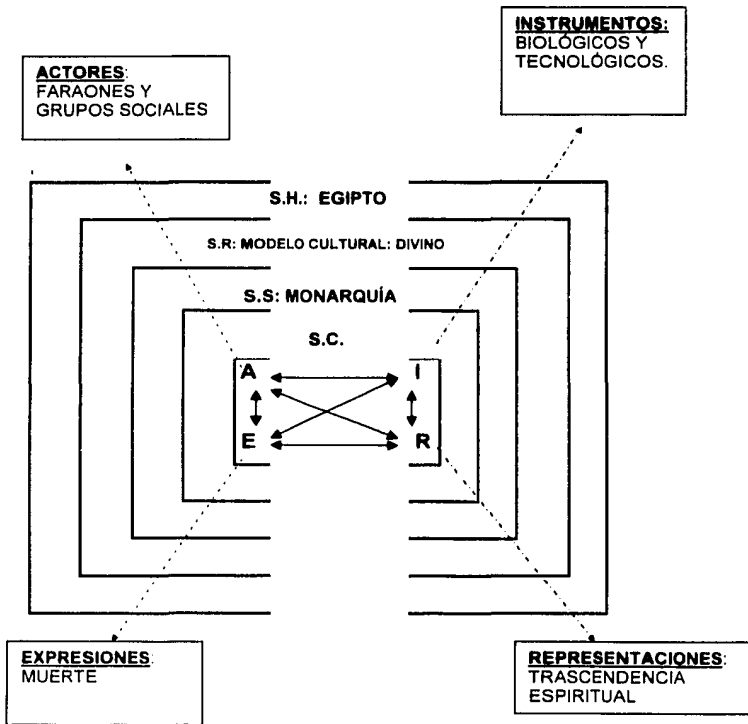 INSTRUMENTOS:
BIOLÓGICOS Y
TECNOLÓGICOS.
ACTORES:
FARAONES Y
GRUPOS SOCIALES
S.H.: EGIPTO
S.R: MODELO CULTURAL: DIVINO
S.S: MONARQUÍA
S.C.
A I
E R
EXPRESIONES:
MUERTE
REPRESENTACIONES:
TRASCENDENCIA
ESPIRITUAL